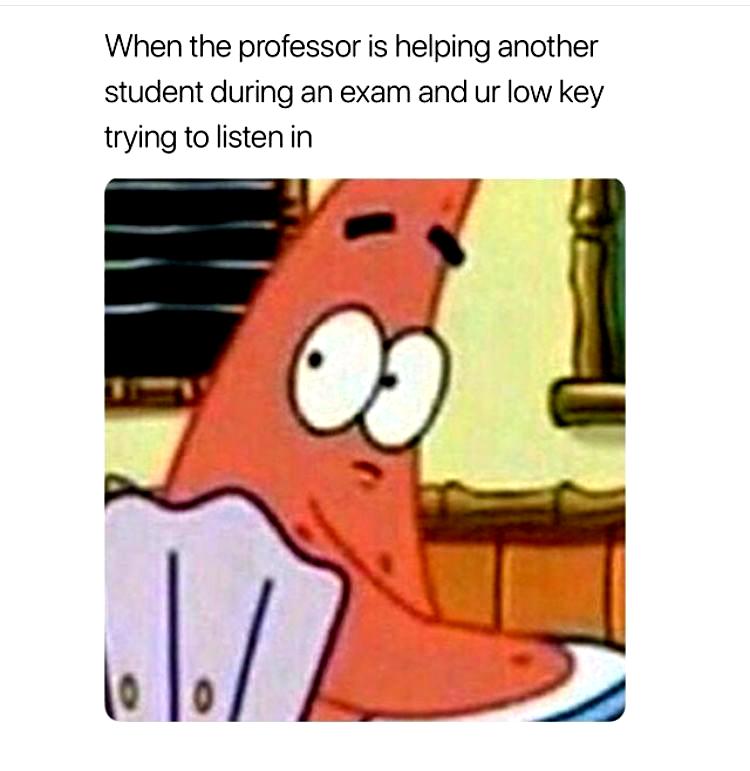 When the professor is helping another
student during an exam and ur low key
trying to listen in